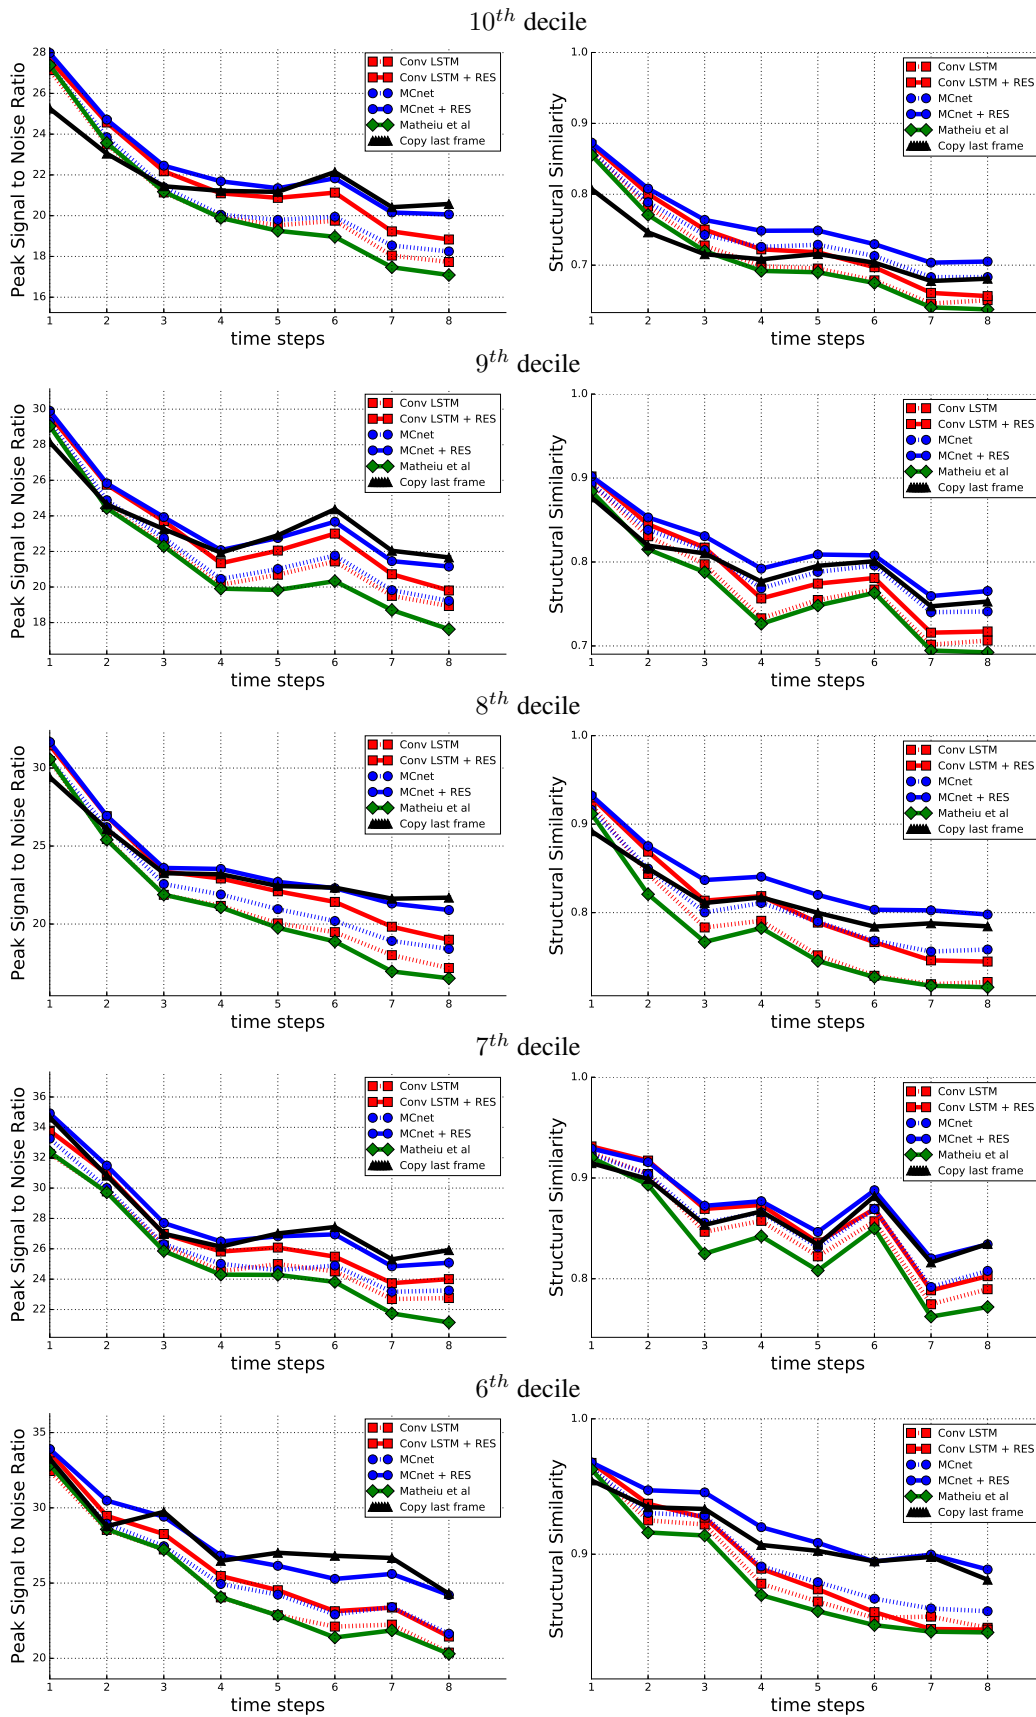 10th decile
Peak Signal to Noise Ratio
28
26
24
22
20
18
16
1 2 3 4 5 6 7 8
time steps
Conv LSTM
Conv LSTM + RES
MCnet
MCnet + RES
Matheiu et al
Copy last frame
Structural Similarity
1.0
0.9
0.8
0.7
1 2 3 4 5 6 7 8
time steps
Conv LSTM
Conv LSTM + RES
MCnet
MCnet + RES
Matheiu et al
Copy last frame
9th decile
Peak Signal to Noise Ratio
30
28
26
24
22
20
18
1 2 3 4 5 6 7 8
time steps
Conv LSTM
Conv LSTM + RES
MCnet
MCnet + RES
Matheiu et al
Copy last frame
Structural Similarity
1.0
0.9
0.8
0.7
1 2 3 4 5 6 7 8
time steps
Conv LSTM
Conv LSTM + RES
MCnet
MCnet + RES
Matheiu et al
Copy last frame
8th decile
Peak Signal to Noise Ratio
30
25
20
1 2 3 4 5 6 7 8
time steps
Conv LSTM
Conv LSTM + RES
MCnet
MCnet + RES
Matheiu et al
Copy last frame
Structural Similarity
1.0
0.9
0.8
1 2 3 4 5 6 7 8
time steps
Conv LSTM
Conv LSTM + RES
MCnet
MCnet + RES
Matheiu et al
Copy last frame
7th decile
Peak Signal to Noise Ratio
36
34
32
30
28
26
24
22
1 2 3 4 5 6 7 8
time steps
Conv LSTM
Conv LSTM + RES
MCnet
MCnet + RES
Matheiu et al
Copy last frame
Structural Similarity
1.0
0.9
0.8
1 2 3 4 5 6 7 8
time steps
Conv LSTM
Conv LSTM + RES
MCnet
MCnet + RES
Matheiu et al
Copy last frame
6th decile
Peak Signal to Noise Ratio
35
30
25
20
1 2 3 4 5 6 7 8
time steps
Conv LSTM
Conv LSTM + RES
MCnet
MCnet + RES
Matheiu et al
Copy last frame
Structural Similarity
1.0
0.9
1 2 3 4 5 6 7 8
time steps
Conv LSTM
Conv LSTM + RES
MCnet
MCnet + RES
Matheiu et al
Copy last frame